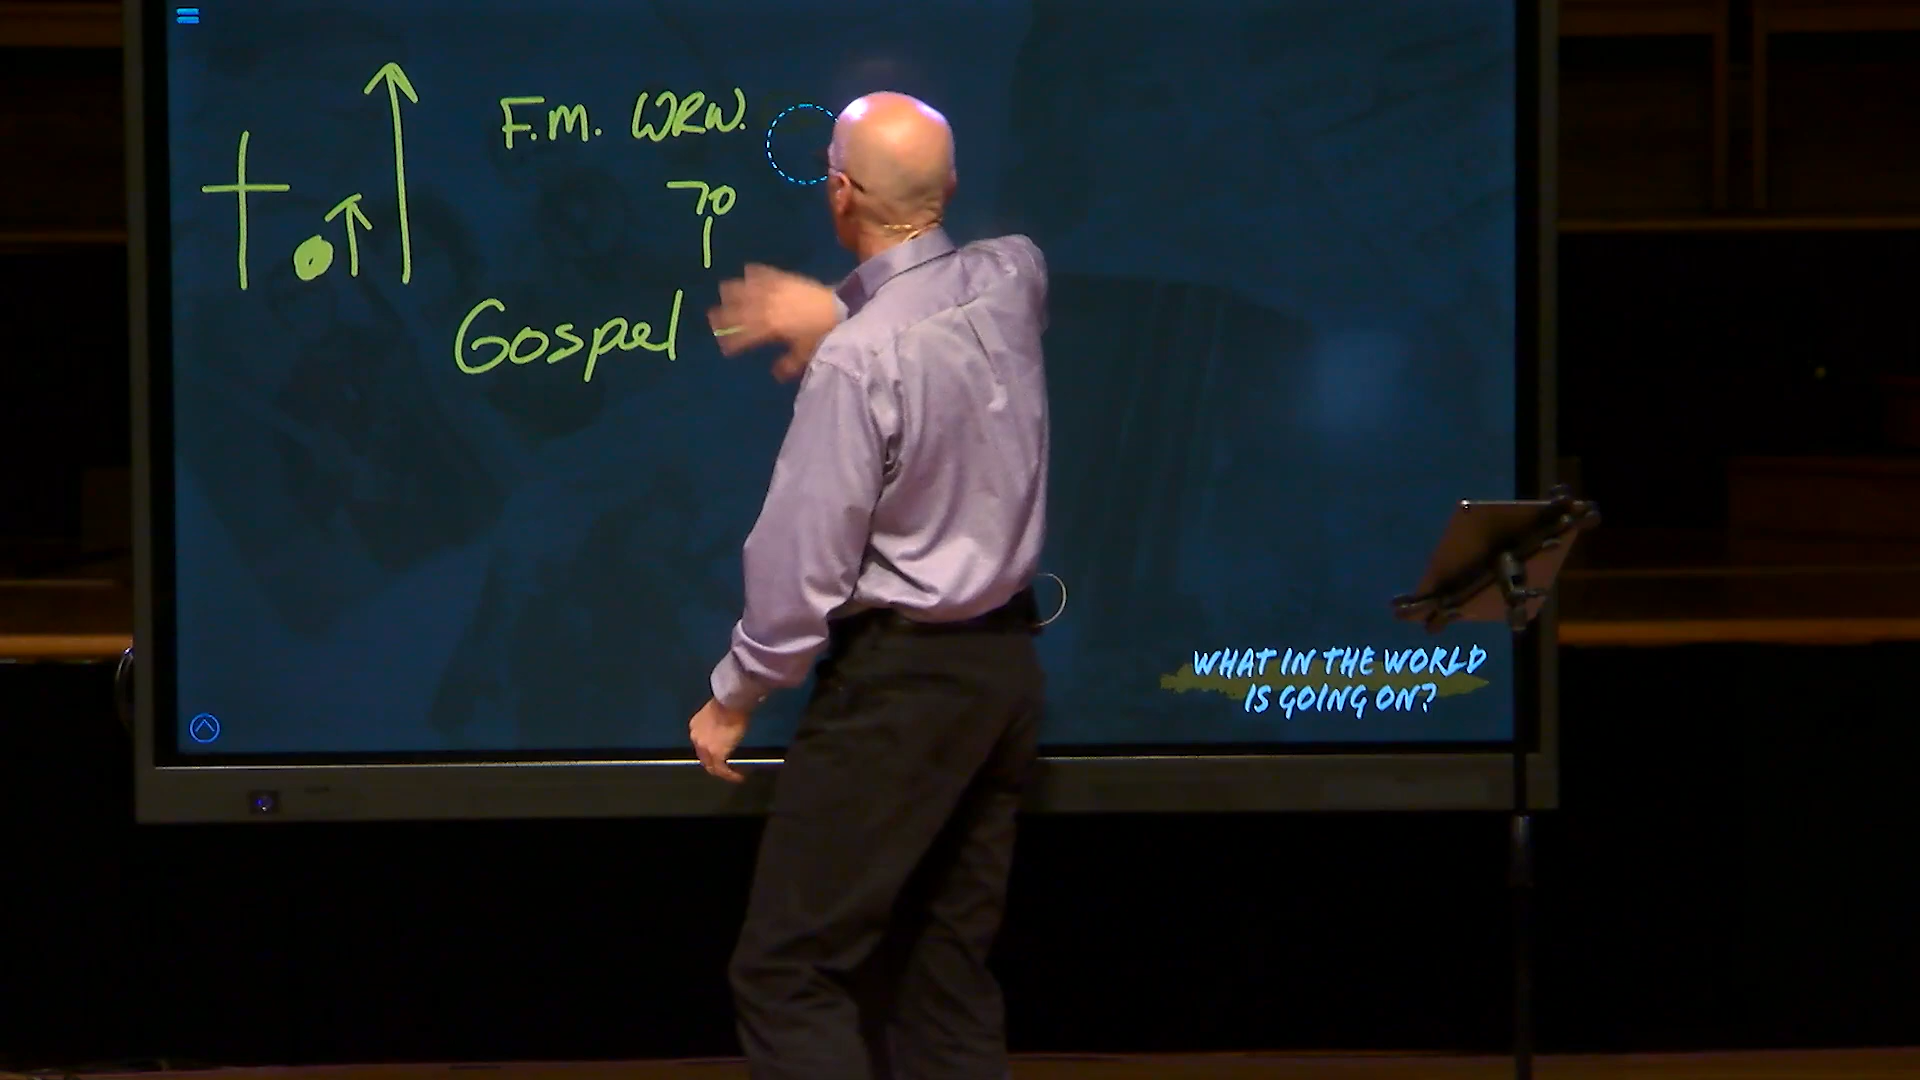 F.M. WRW.
70
Gospel -
WHAT IN THE WORLD
IS GOING ON?